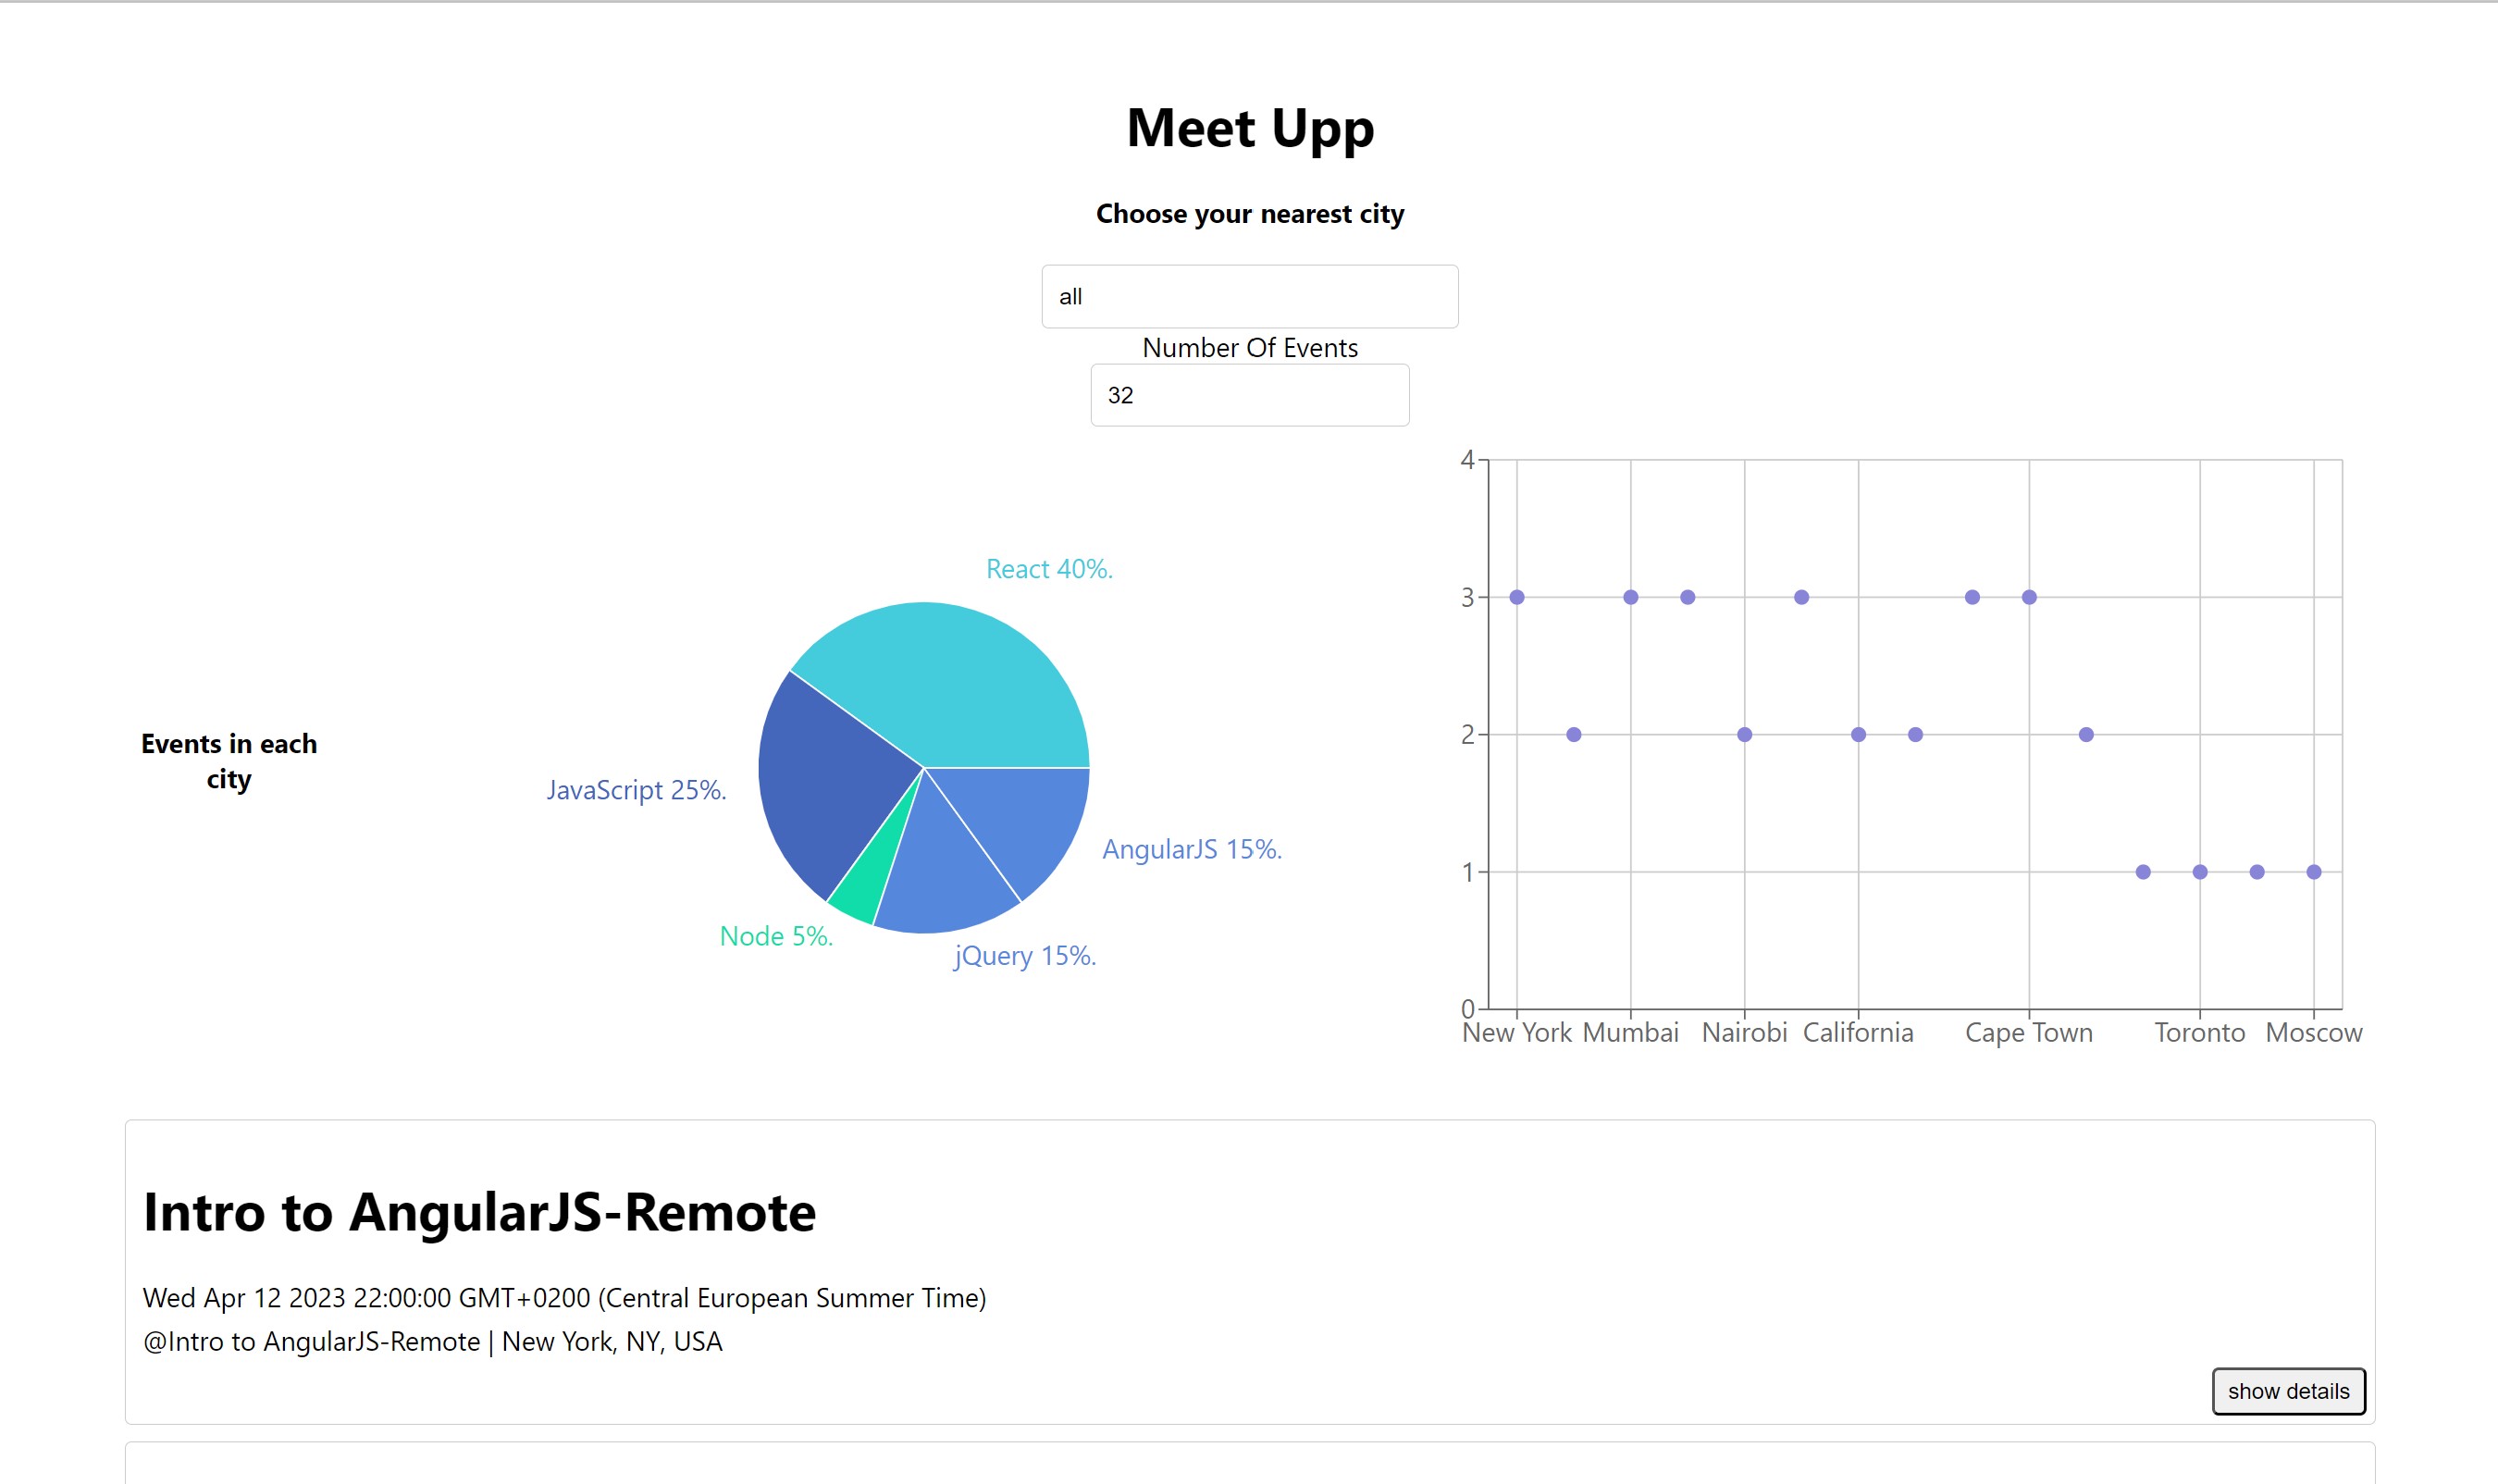 Meet Upp
Choose your nearest city
all
Number Of Events
32
Events in each
city
React 40%.
JavaScript 25%.
AngularJS 15%.
Node 5%.
jQuery 15%.
4
3
2
1
0
New York Mumbai Nairobi California Cape Town Toronto Moscow
Intro to AngularJS-Remote
Wed Apr 12 2023 22:00:00 GMT+0200 (Central European Summer Time)
@Intro to AngularJS-Remote | New York, NY, USA
show details